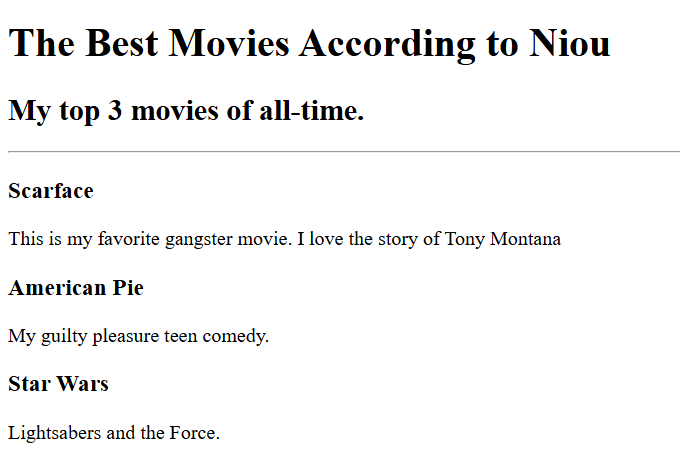 The Best Movies According to Niou
My top 3 movies of all-time.
Scarface
This is my favorite gangster movie. I love the story of Tony Montana
American Pie
My guilty pleasure teen comedy.
Star Wars
Lightsabers and the Force.